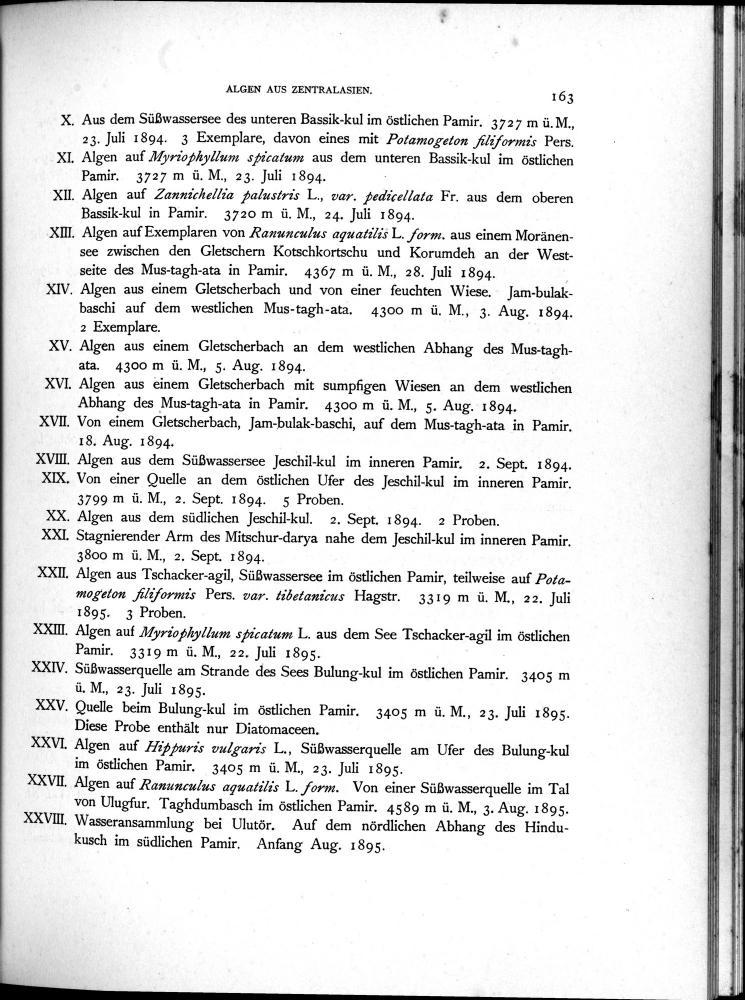 ALGEN AUS ZENTRALASIEN.
163
X. Aus dem Süßwassersee des unteren Bassik-kul im östlichen Pamir. 3727 m ü. M.,
23. Juli 1894. 3 Exemplare, davon eines mit Potamogeton filiformis Pers.
XI. Algen auf Myriophyllum spicatum aus dem unteren Bassik-kul im östlichen
Pamir. 3727 m ü. M., 23. Juli 1894.
XII. Algen auf Zannichellia palustris L., var. pedicellata Fr. aus dem oberen
Bassik-kul in Pamir. 3720 m ü. M., 24. Juli 1894.
XIII. Algen auf Exemplaren von Ranunculus aquatilis L. form. aus einem Moränen-
see zwischen den Gletschern Kotschkortschu und Korumdeh an der West-
seite des Mus-tagh-ata in Pamir. 4367 m ü. M., 28. Juli 1894.
XIV. Algen aus einem Gletscherbach und von einer feuchten Wiese. Jam-bulak-
baschi auf dem westlichen Mus-tagh-ata. 4300 m ü. M., 3. Aug. 1894.
2 Exemplare.
XV. Algen aus einem Gletscherbach an dem westlichen Abhang des Mus-tagh-
ata. 4300 m ü. M., 5. Aug. 1894.
XVI. Algen aus einem Gletscherbach mit sumpfigen Wiesen an dem westlichen
Abhang des Mus-tagh-ata in Pamir. 4300 m ü. M., 5. Aug. 1894.
XVII. Von einem Gletscherbach, Jam-bulak-baschi, auf dem Mus-tagh-ata in Pamir.
18. Aug. 1894.
XVIII. Algen aus dem Süßwassersee Jeschil-kul im inneren Pamir. 2. Sept. 1894.
XIX. Von einer Quelle an dem östlichen Ufer des Jeschil-kul im inneren Pamir.
3799 m ü. M., 2. Sept. 1894. 5 Proben.
XX. Algen aus dem südlichen Jeschil-kul. 2. Sept. 1894. 2 Proben.
XXI. Stagnierender Arm des Mitschur-darya nahe dem Jeschil-kul im inneren Pamir.
3800 m ü. M., 2. Sept. 1894.
XXII. Algen aus Tschacker-agil, Süßwassersee im östlichen Pamir, teilweise auf Pota-
mogeton filiformis Pers. var. tibetanicus Hagstr. 3319 m ü. M., 22. Juli
1895. 3 Proben.
XXIII. Algen auf Myriophyllum spicatum L. aus dem See Tschacker-agil im östlichen
Pamir. 3319 m ü. M., 22. Juli 1895.
XXIV. Süßwasserquelle am Strande des Sees Bulung-kul im östlichen Pamir. 3405 m
ü. M., 23. Juli 1895.
XXV. Quelle beim Bulung-kul im östlichen Pamir. 3405 m ü. M., 23. Juli 1895.
Diese Probe enthält nur Diatomaceen.
XXVI. Algen auf Hippuris vulgaris L., Süßwasserquelle am Ufer des Bulung-kul
im östlichen Pamir. 3405 m ü. M., 23. Juli 1895.
XXVII. Algen auf Ranunculus aquatilis L. form. Von einer Süßwasserquelle im Tal
von Ulugfur. Taghdumbasch im östlichen Pamir. 4589 m ü. M., 3. Aug. 1895.
XXVIII. Wasseransammlung bei Ulutör. Auf dem nördlichen Abhang des Hindu-
kusch im südlichen Pamir. Anfang Aug. 1895.